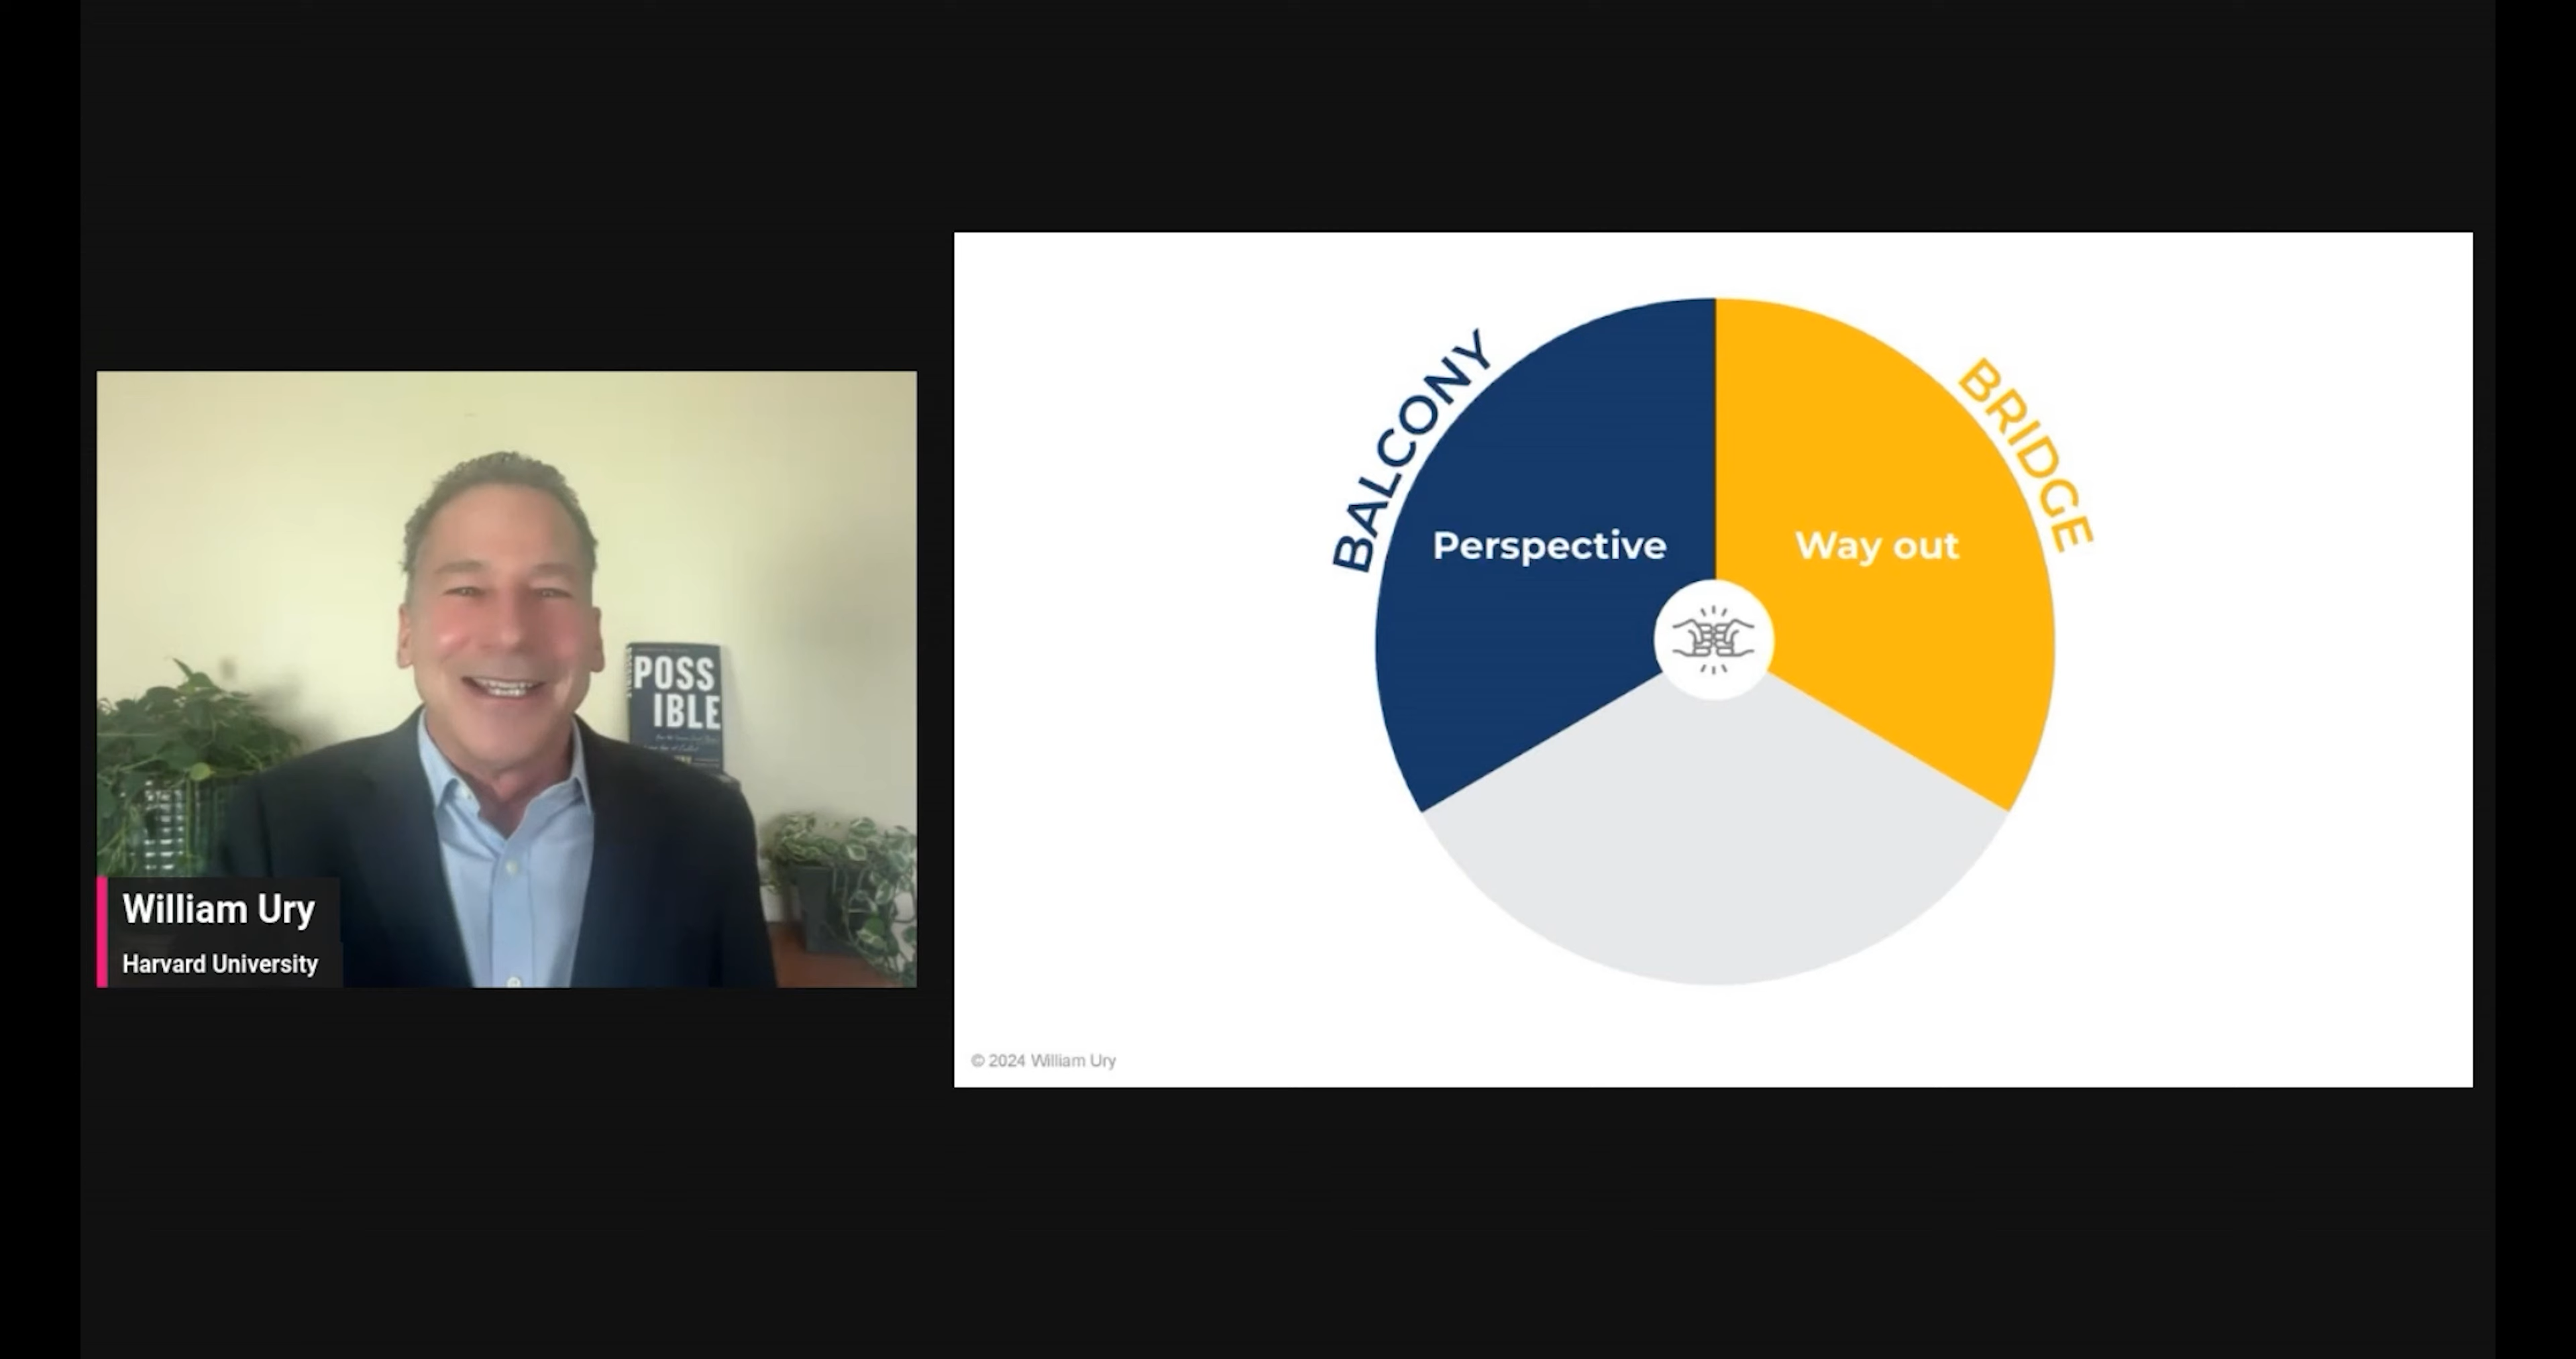 POSS
IBLE
William Ury
Harvard University
BALCONY
BRIDGE
Perspective
Way out
© 2024 William Ury